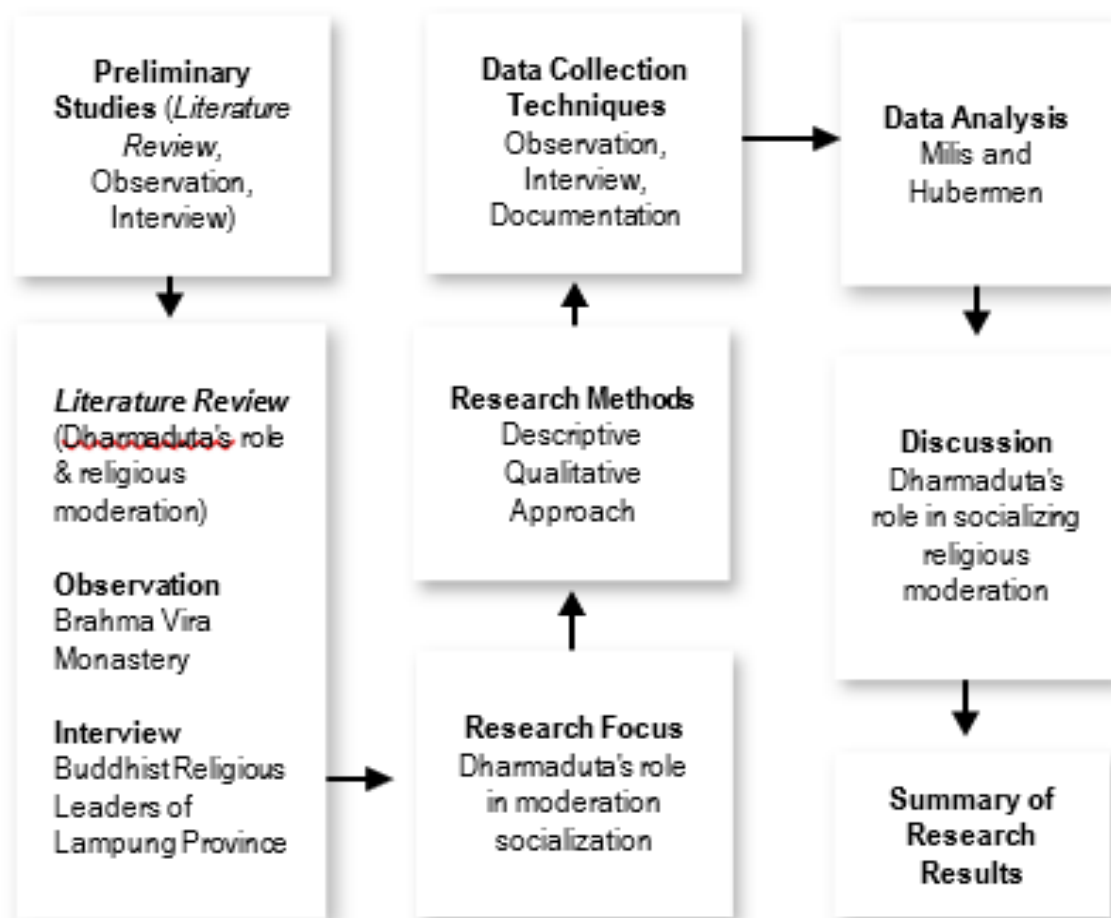 Preliminary
Studies (Literature
Review,
Observation,
Interview)
Literature Review
(Dharmaduta's role
& religious
moderation)
Observation
Brahma Vira
Monastery
Interview
Buddhist Religious
Leaders of
Lampung Province
Research Focus
Dharmaduta's role
in moderation
socialization
Research Methods
Descriptive
Qualitative
Approach
Data Collection
Techniques
Observation,
Interview,
Documentation
Data Analysis
Milis and
Hubermen
Discussion
Dharmaduta's
role in socializing
religious
moderation
Summary of
Research
Results